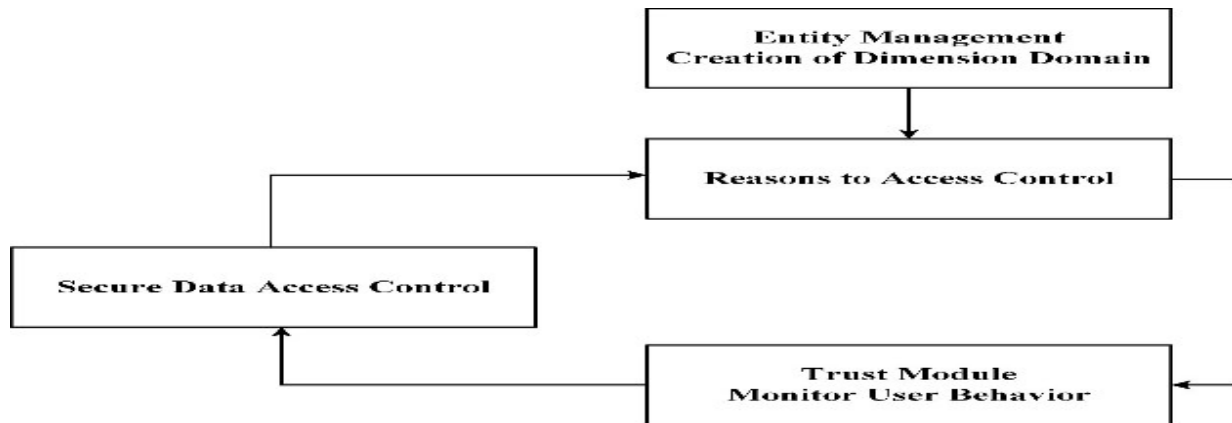 Entity Management
Creation of Dimension Domain
Reasons to Access Control
Secure Data Access Control
Trust Module
Monitor User Behavior